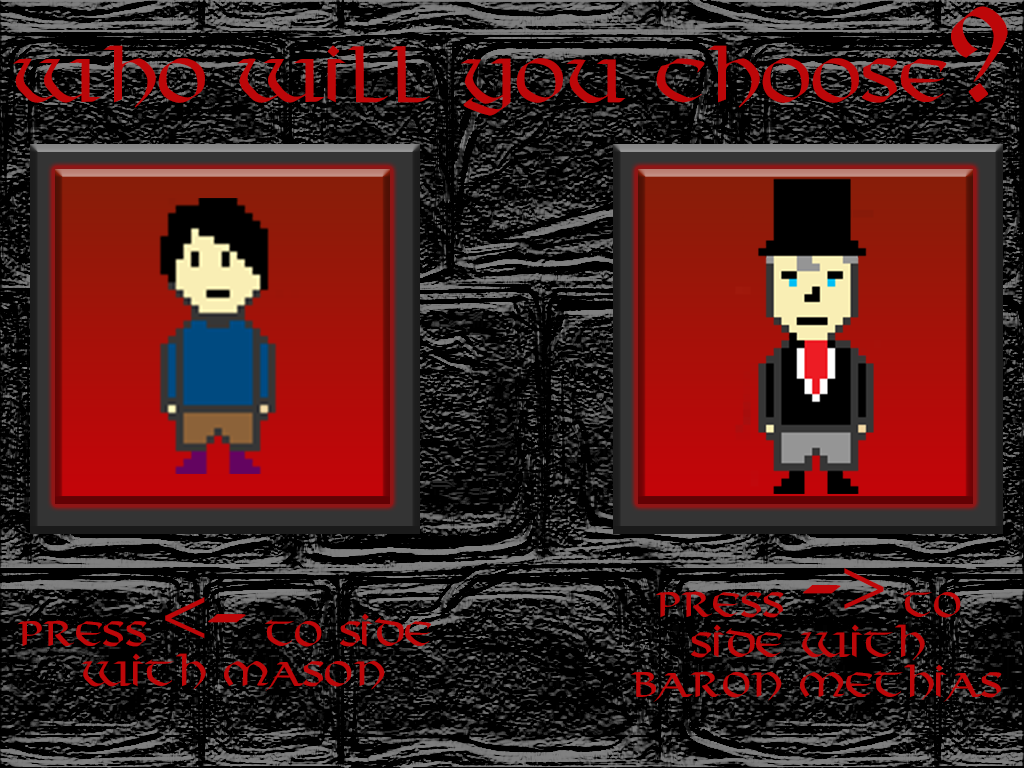 who will you choose?
press <- to side
with mason
press -> to
side with
baron methias